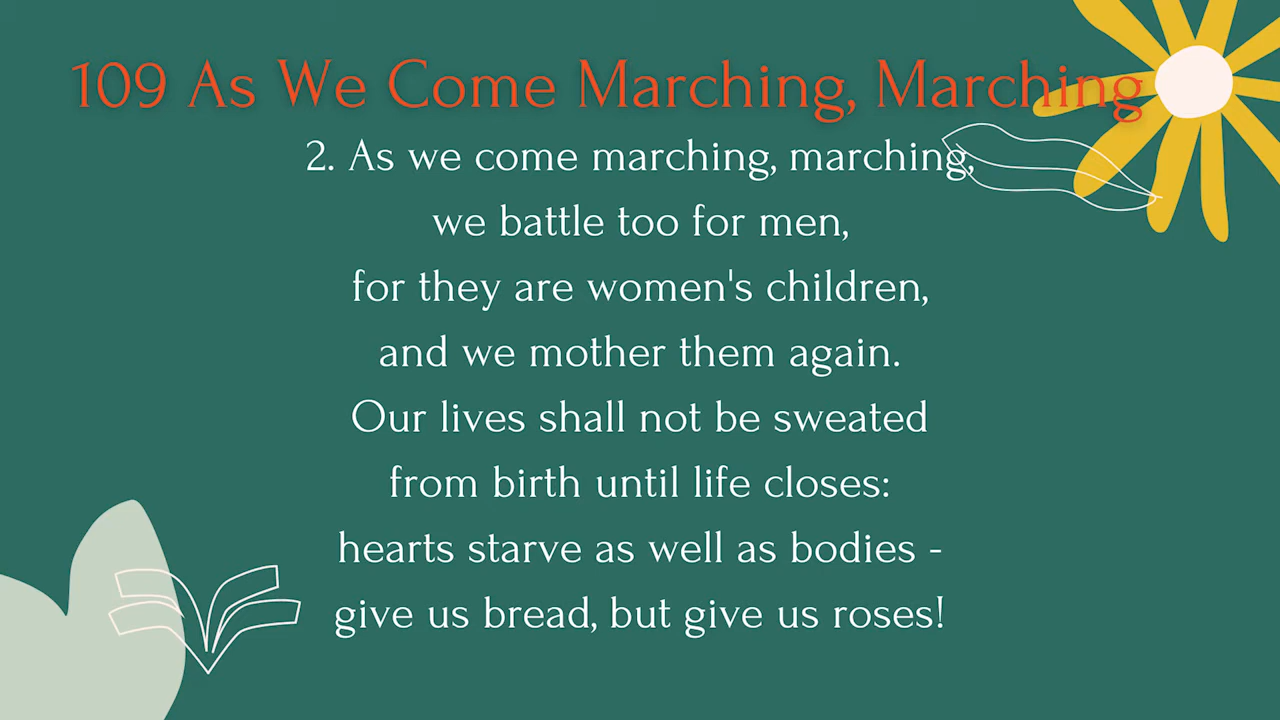 109 As We Come Marching, Marching
2. As we come marching, marching,
we battle too for men,
for they are women's children,
and we mother them again.
Our lives shall not be sweated
from birth until life closes:
hearts starve as well as bodies -
give us bread, but give us roses!